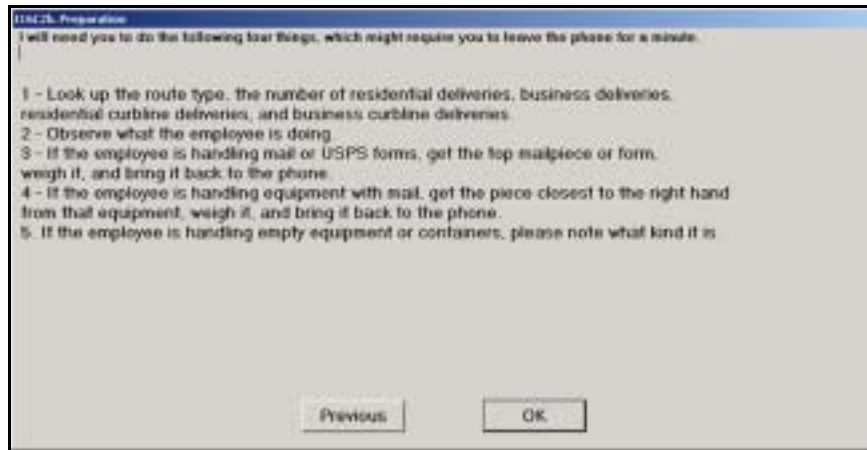 Preparation
I will need you to do the following four things, which might require you to leave the phone for a minute.
1 - Look up the route type, the number of residential deliveries, business deliveries,
residential curbline deliveries, and business curbline deliveries.
2 - Observe what the employee is doing.
3 - If the employee is handling mail or USPS forms, get the top mailpiece or form,
weigh it, and bring it back to the phone.
4 - If the employee is handling equipment with mail, get the piece closest to the right hand
from that equipment, weigh it, and bring it back to the phone.
5. If the employee is handling empty equipment or containers, please note what kind it is.
Previous
OK